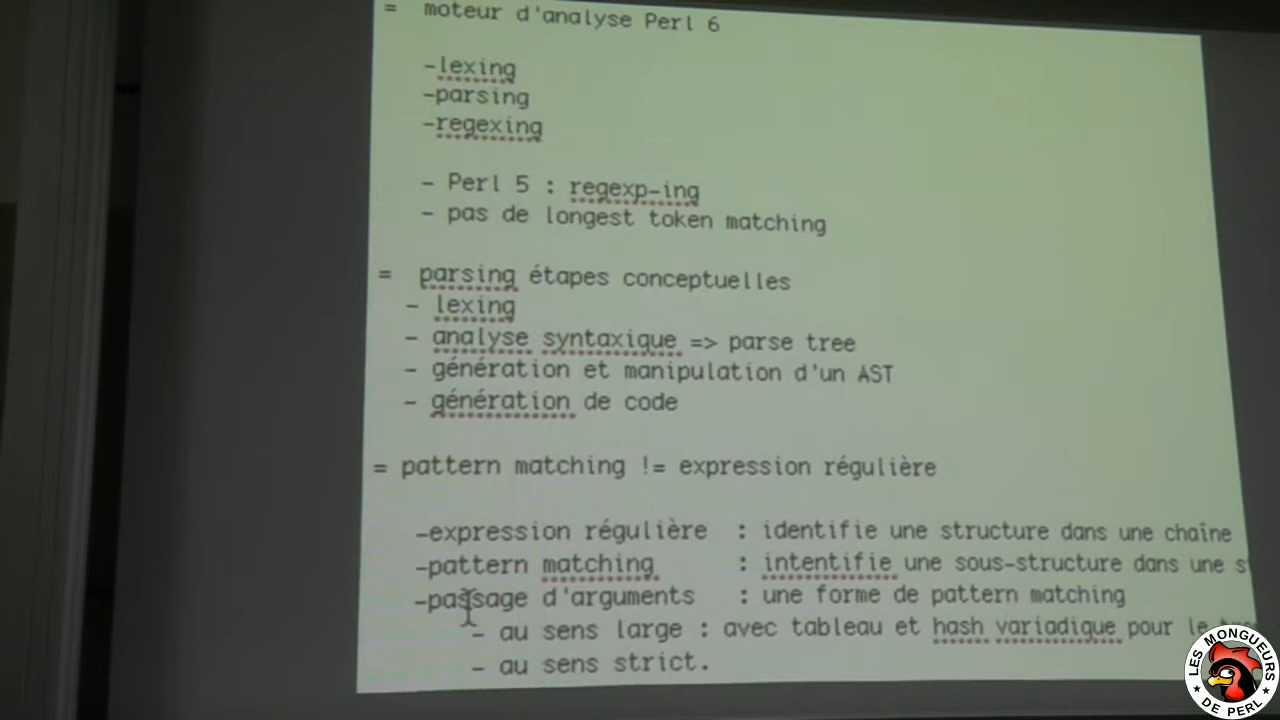 = moteur d'analyse Perl 6
-lexing
-parsing
-regexing
- Perl 5 : regexp-ing
- pas de longest token matching
= parsing étapes conceptuelles
- lexing
- analyse syntaxique => parse tree
- génération et manipulation d'un AST
- génération de code
= pattern matching != expression régulière
-expression régulière : identifie une structure dans une chaîne
-pattern matching : intentifie une sous-structure dans une s
-passage d'arguments : une forme de pattern matching
- au sens large : avec tableau et hash variadique pour le
- au sens strict.
LES MONGUEURS
DE PERL